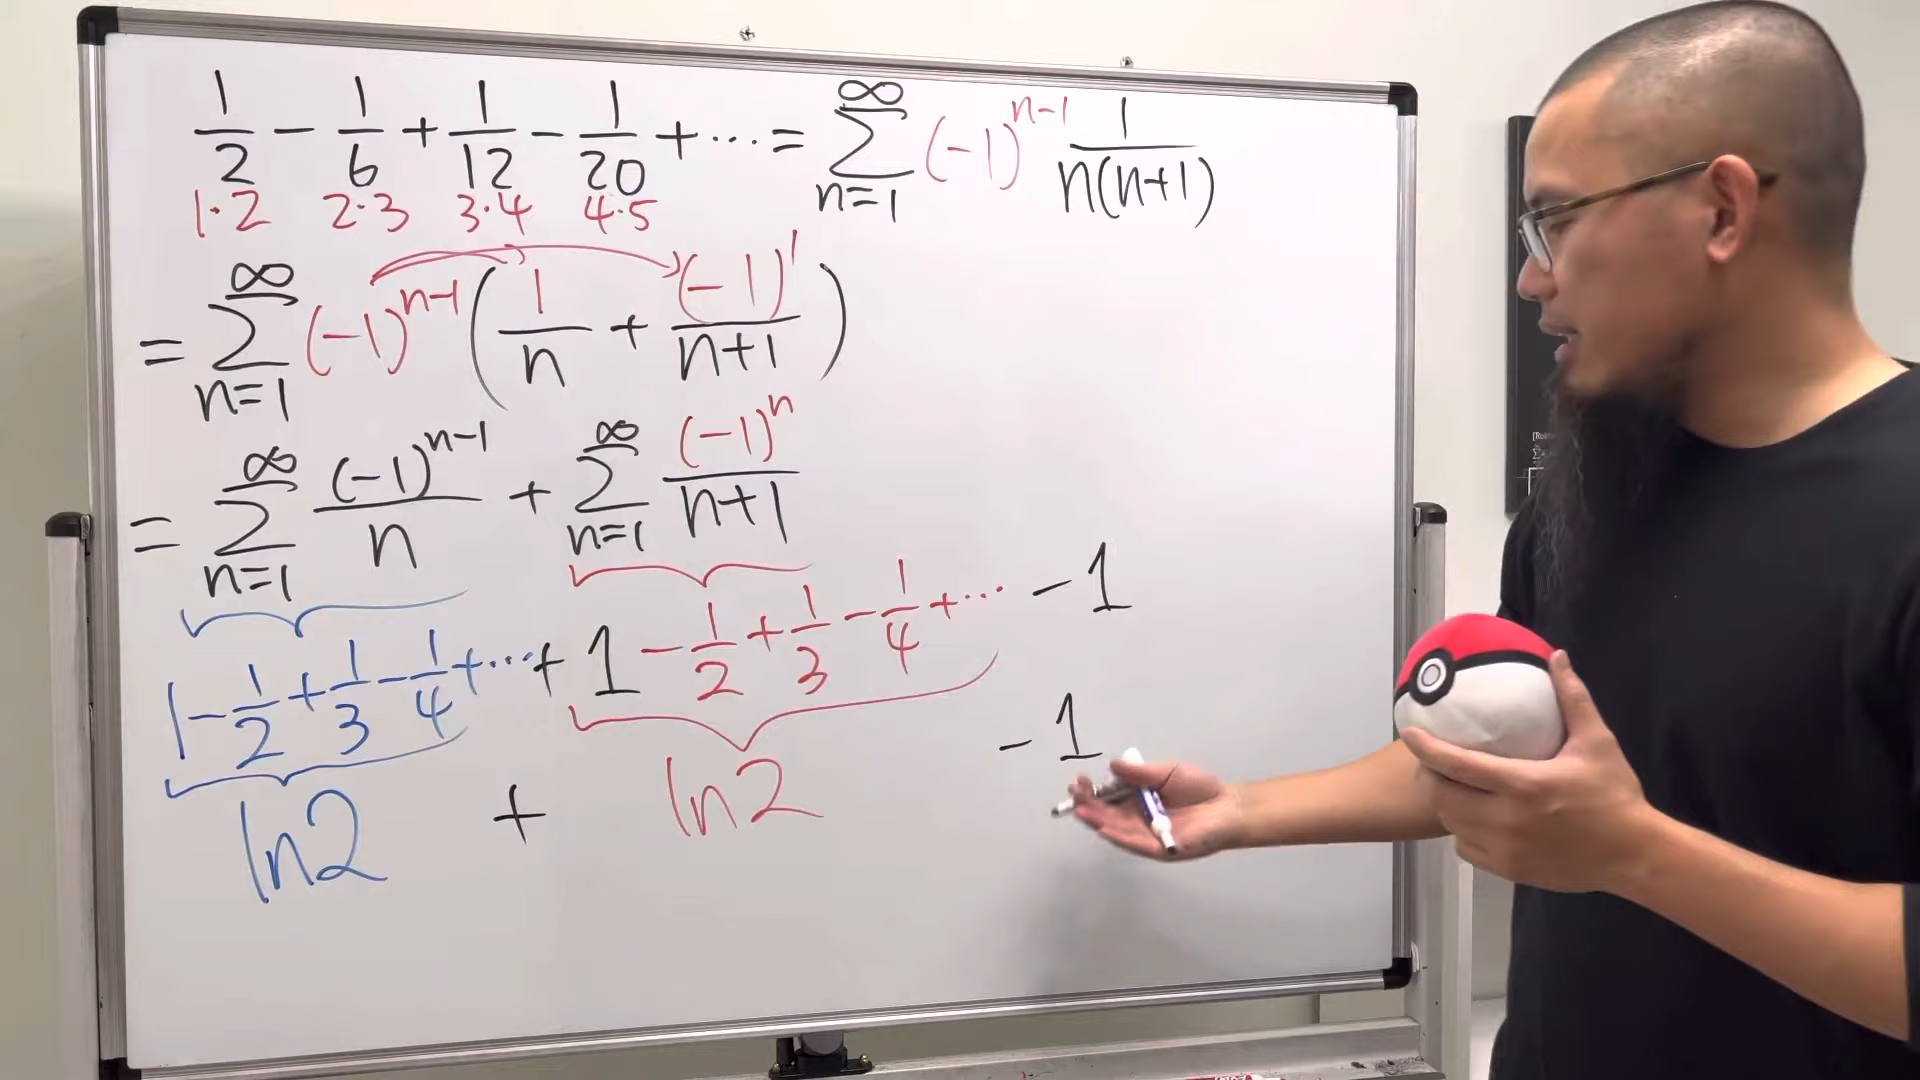 1/2 - 1/6 + 1/12 - 1/20 + ... = ∞ Σ n=1 (-1)^(n-1) 1/(n(n+1))
1·2 2·3 3·4 4·5
= ∞ Σ n=1 (-1)^(n-1) (1/n + (-1)^1/(n+1))
= ∞ Σ n=1 (-1)^(n-1)/n + ∞ Σ n=1 (-1)^n/(n+1)
1 - 1/2 + 1/3 - 1/4 + ... + 1 - 1/2 + 1/3 - 1/4 + ... - 1
ln2 + ln2 - 1